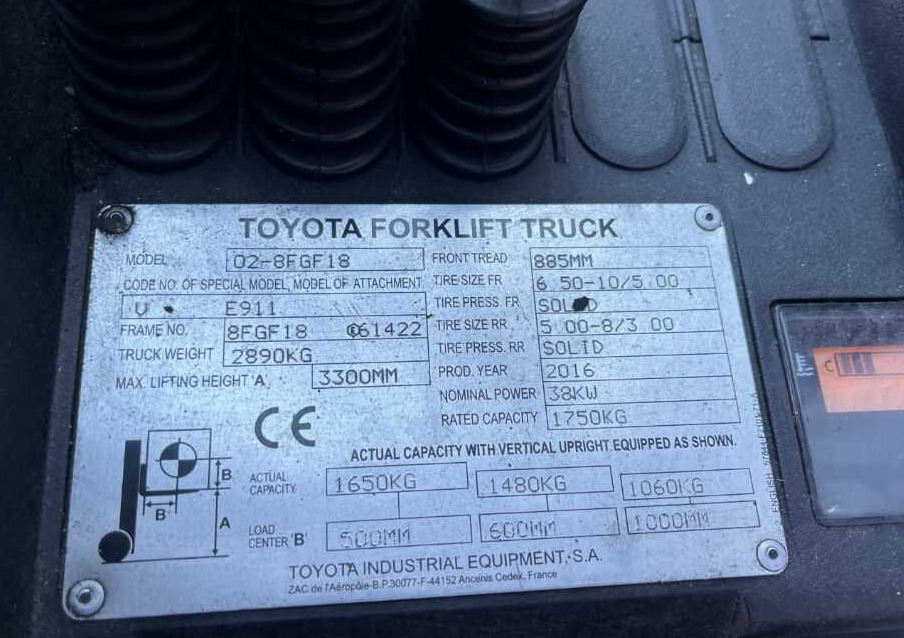 TOYOTA FORKLIFT TRUCK
MODEL 02-8FGF18
CODE NO. OF SPECIAL MODEL, MODEL OF ATTACHMENT
V E911
FRAME NO. 8FGF18 061422
TRUCK WEIGHT 2890KG
MAX. LIFTING HEIGHT 'A' 3300MM
FRONT TREAD 885MM
TIRE SIZE FR 6.50-10/5.00
TIRE PRESS. FR SOLID
TIRE SIZE RR 5.00-8/3.00
TIRE PRESS. RR SOLID
PROD. YEAR 2016
NOMINAL POWER 38KW
RATED CAPACITY 1750KG
CE
ACTUAL CAPACITY WITH VERTICAL UPRIGHT EQUIPPED AS SHOWN.
B
B
A
ACTUAL CAPACITY 1650KG 1480KG 1060KG
LOAD CENTER 'B' 500MM 600MM 1000MM
TOYOTA INDUSTRIAL EQUIPMENT, S.A.
ZAC de l'Aéropôle-B.P.30077-F-44152 Ancenis Cedex, France
ENGLISH
C